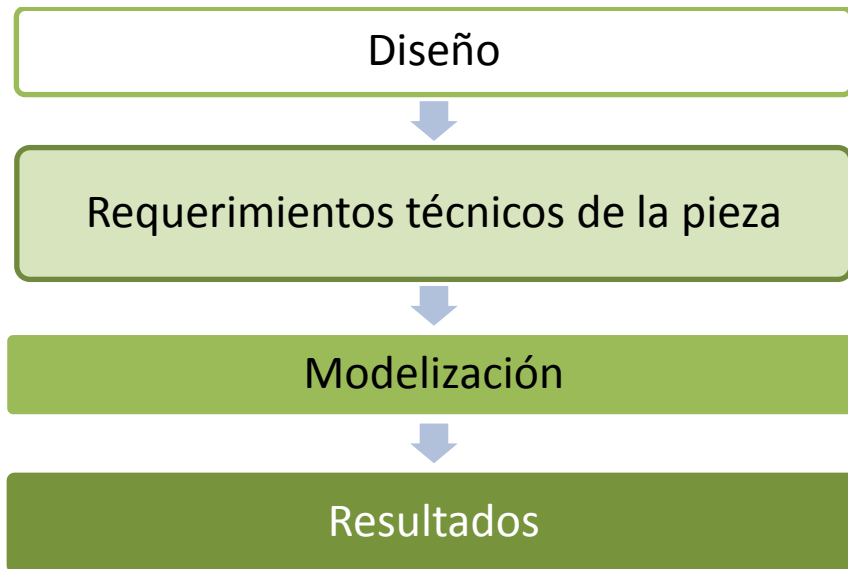 Diseño
Requerimientos técnicos de la pieza
Modelización
Resultados